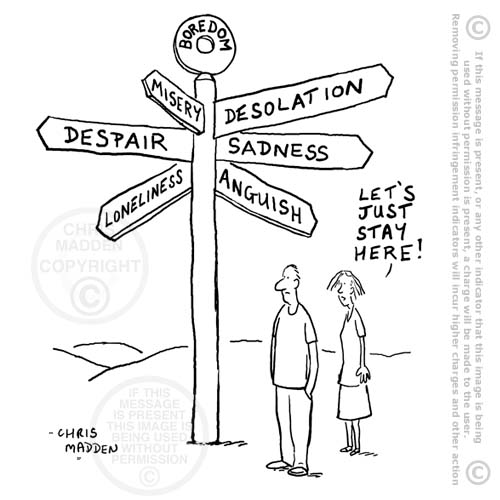 BOREDOM
MISERY
DESOLATION
DESPAIR
SADNESS
LONELINESS
ANGUISH
LET'S
JUST
STAY
HERE!
CHRIS
MADDEN
COPYRIGHT
©
IF THIS
MESSAGE
IS PRESENT
THIS IMAGE IS
BEING USED
WITHOUT
PERMISSION
©
- CHRIS
MADDEN
"
©
If this message is present, or any other indicator that this image is being
used without permission is present, a charge will be made to the user.
Removing permission infringement indicators will incur higher charges and other action
©